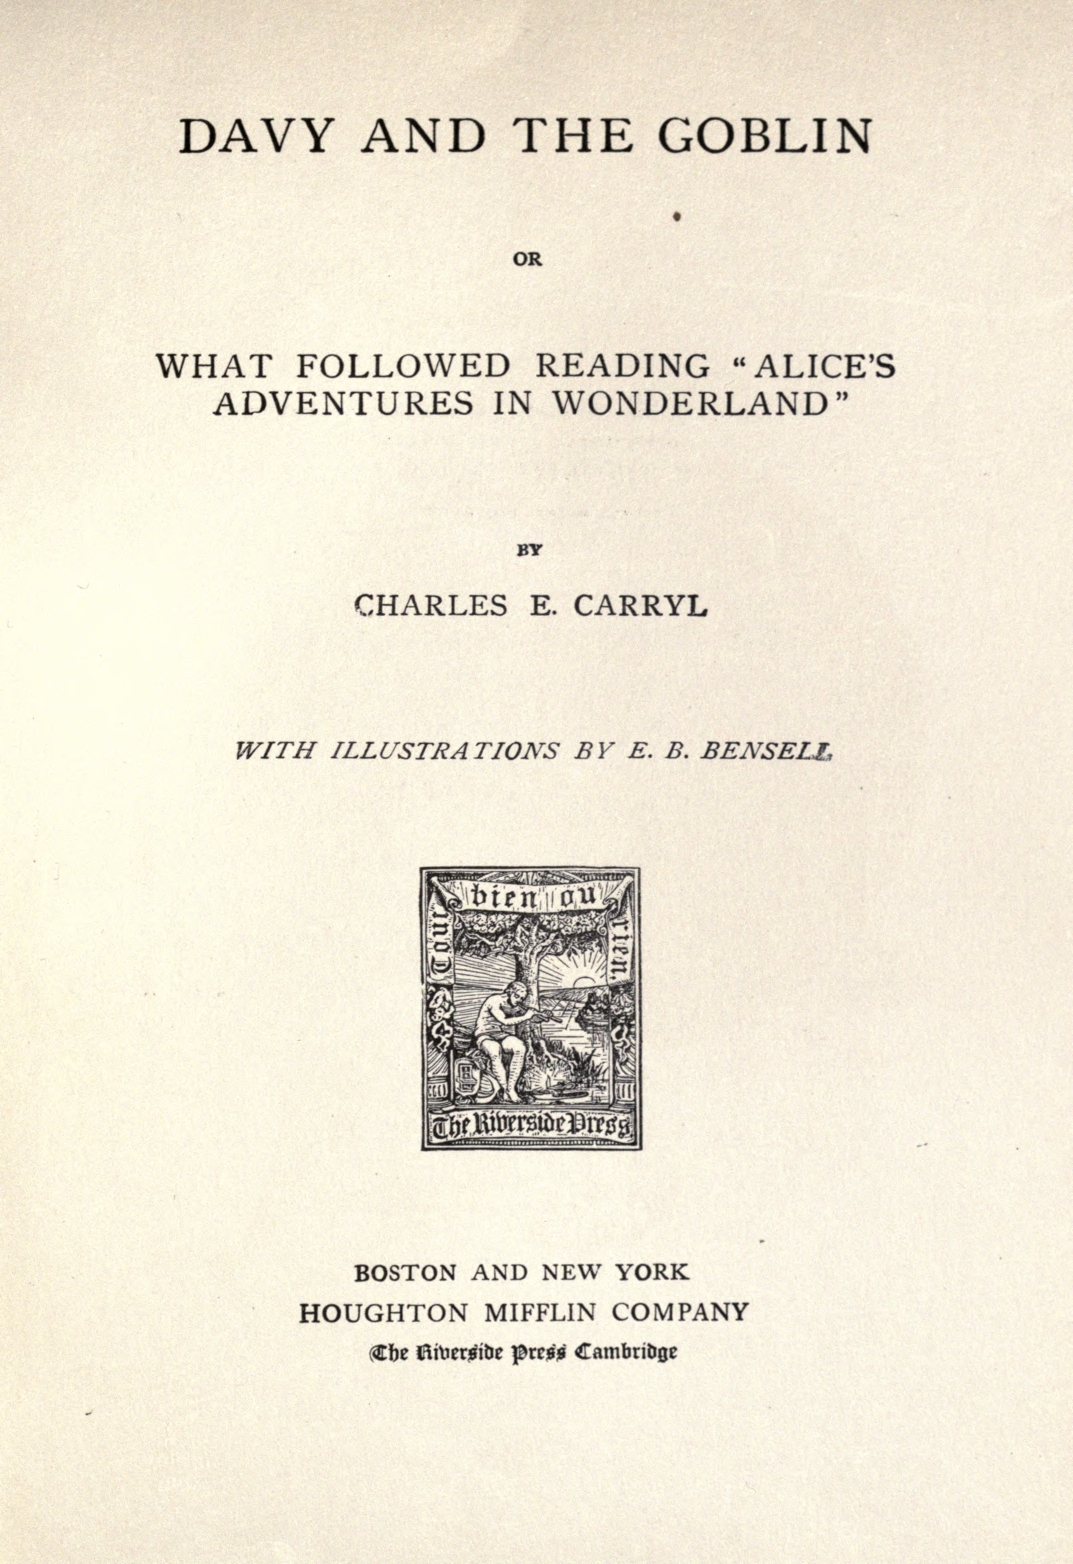 DAVY AND THE GOBLIN
OR
WHAT FOLLOWED READING “ALICE’S
ADVENTURES IN WONDERLAND”
BY
CHARLES E. CARRYL
WITH ILLUSTRATIONS BY E. B. BENSELL
Tout bien ou rien.
The Riverside Press
BOSTON AND NEW YORK
HOUGHTON MIFFLIN COMPANY
The Riverside Press Cambridge